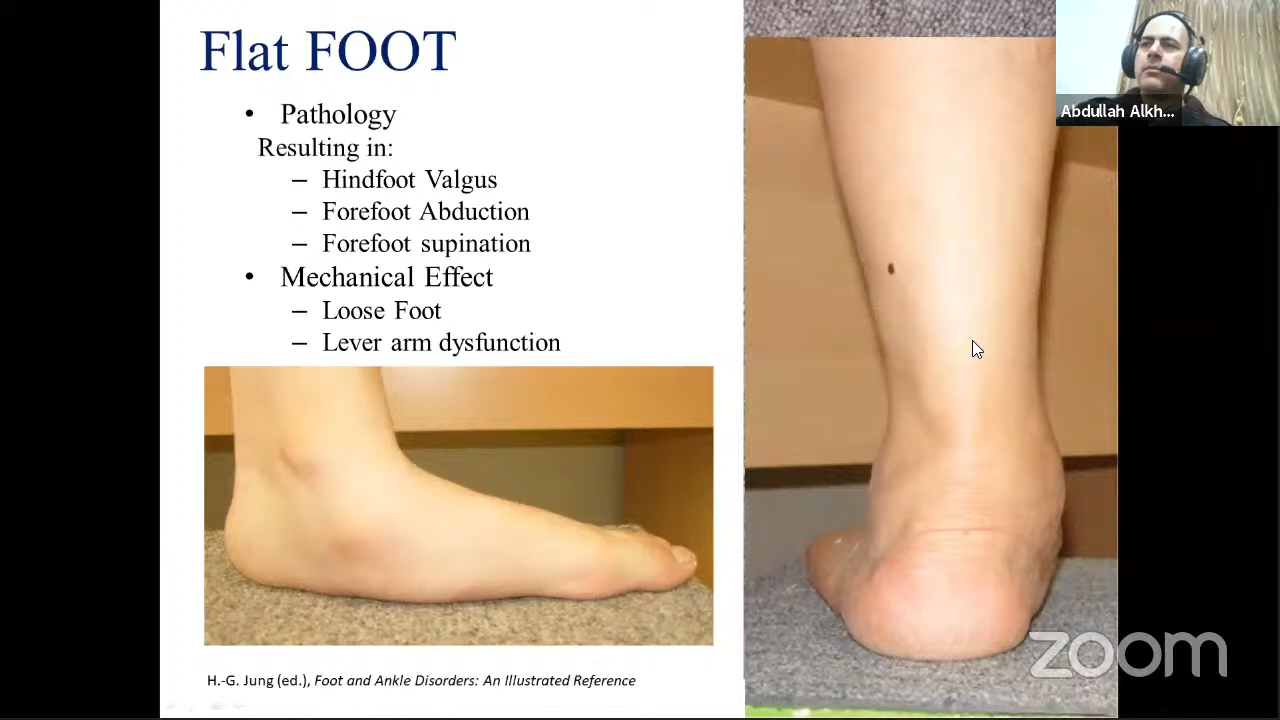 Flat FOOT
• Pathology
Resulting in:
– Hindfoot Valgus
– Forefoot Abduction
– Forefoot supination
• Mechanical Effect
– Loose Foot
– Lever arm dysfunction
H.-G. Jung (ed.), Foot and Ankle Disorders: An Illustrated Reference
Abdullah Alkh...
zoom